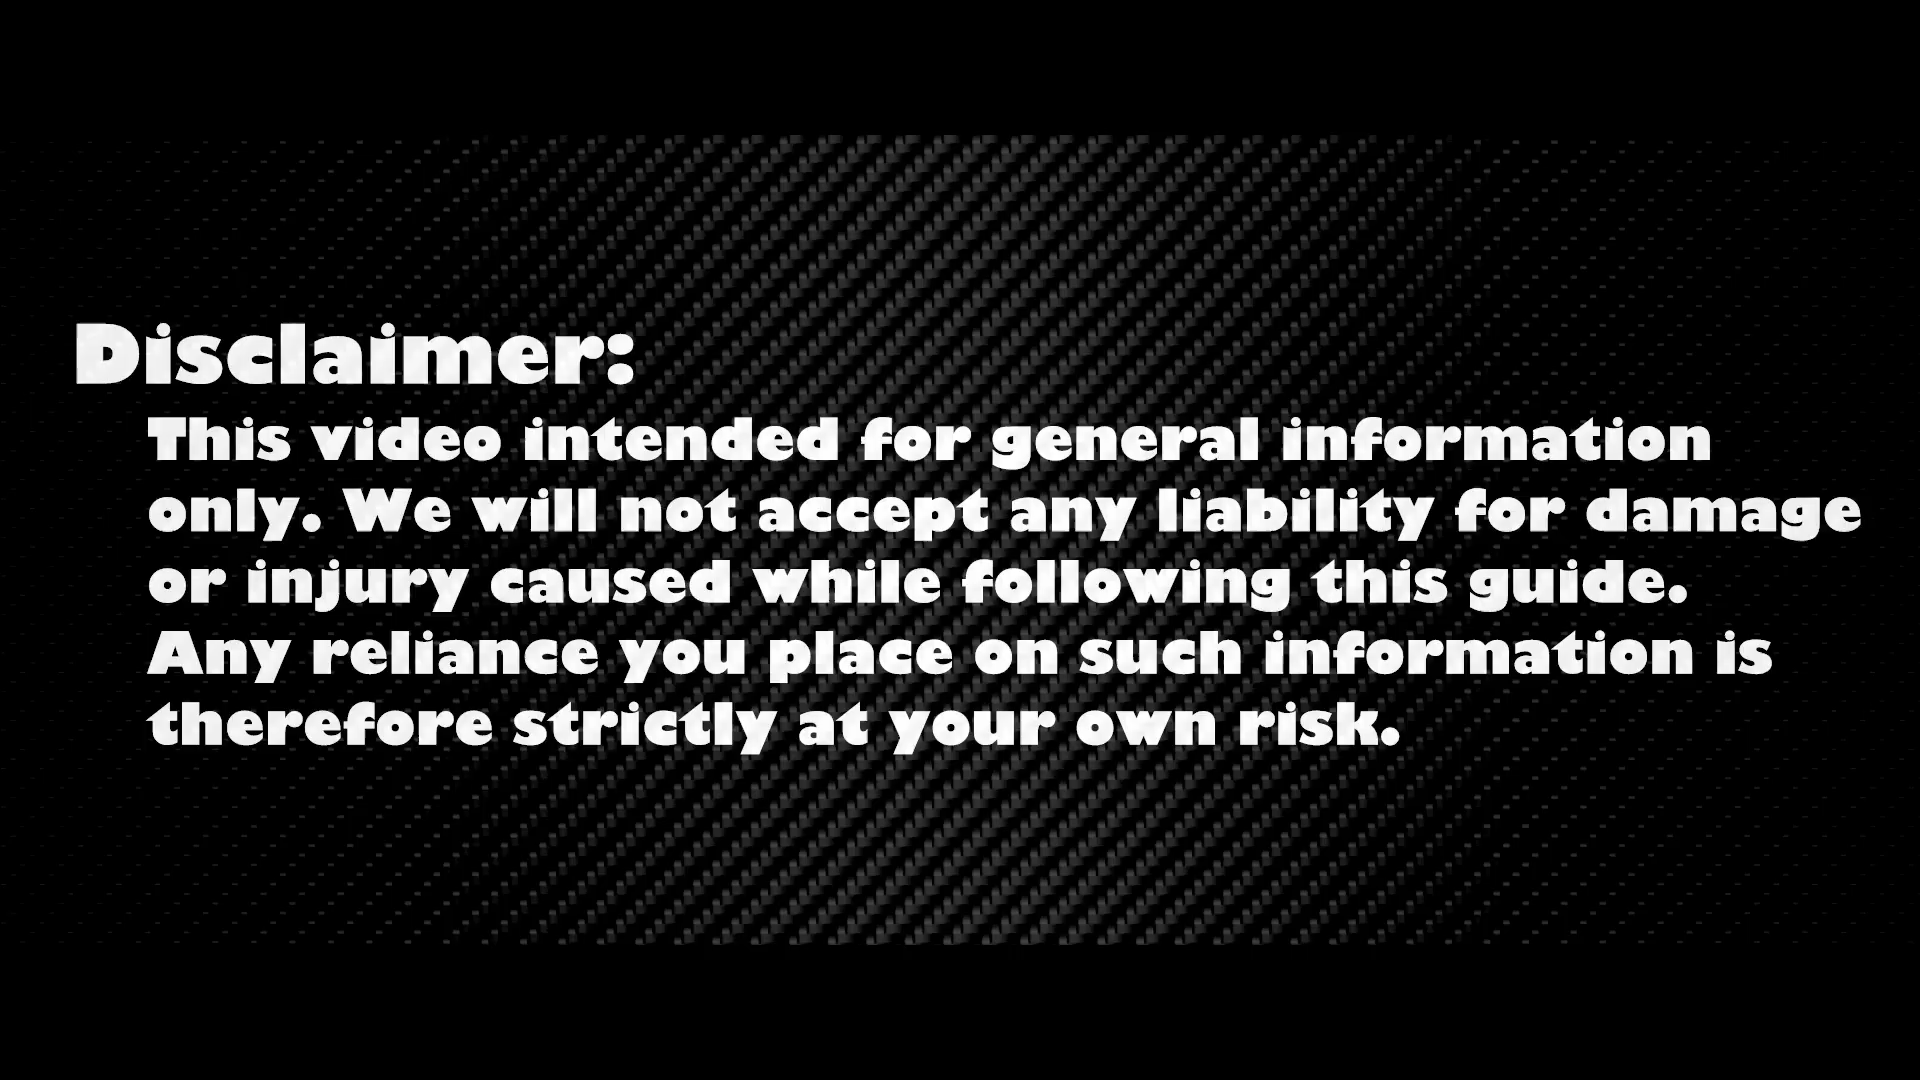 Disclaimer:
This video intended for general information
only. We will not accept any liability for damage
or injury caused while following this guide.
Any reliance you place on such information is
therefore strictly at your own risk.